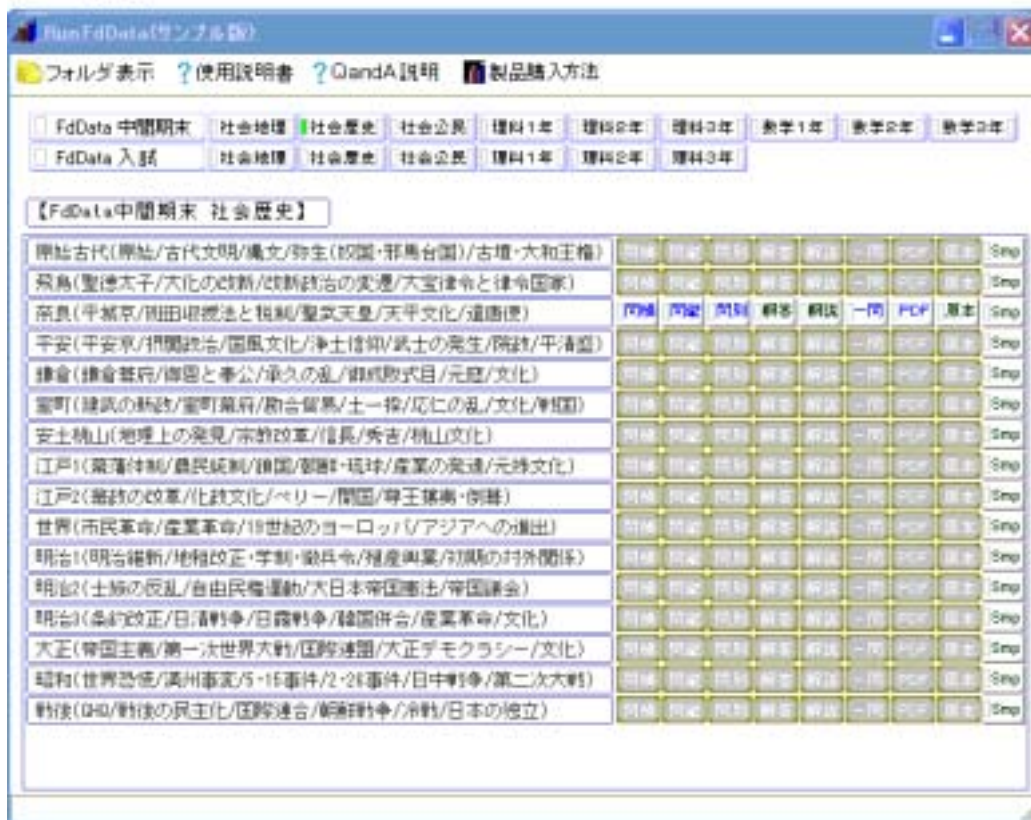 RunFdData(サンプル版)
フォルダ表示 ?使用説明書 ?QandA説明 製品購入方法
FdData 中間期末 社会地理 社会歴史 社会公民 理科1年 理科2年 理科3年 数学1年 数学2年 数学3年
FdData 入試 社会地理 社会歴史 社会公民 理科1年 理科2年 理科3年
【FdData中間期末 社会歴史】
原始古代(原始/古代文明/縄文/弥生(奴国・邪馬台国)/古墳・大和王権) Smp
飛鳥(聖徳太子/大化の改新/改新政治の変遷/大宝律令と律令国家) Smp
奈良(平城京/班田収授法と税制/聖武天皇/天平文化/遣唐使) 解答 解説 一問 PDF 原本 Smp
平安(平安京/摂関政治/国風文化/浄土信仰/武士の発生/院政/平清盛) Smp
鎌倉(鎌倉幕府/御恩と奉公/承久の乱/御成敗式目/元寇/文化) Smp
室町(建武の新政/室町幕府/勘合貿易/土一揆/応仁の乱/文化/戦国) Smp
安土桃山(地理上の発見/宗教改革/信長/秀吉/桃山文化) Smp
江戸1(幕藩体制/農民統制/鎖国/朝鮮・琉球/産業の発達/元禄文化) Smp
江戸2(幕政の改革/化政文化/ペリー/開国/尊王攘夷・倒幕) Smp
世界(市民革命/産業革命/19世紀のヨーロッパ/アジアへの進出) Smp
明治1(明治維新/地租改正・学制・徴兵令/殖産興業/初期の対外関係) Smp
明治2(士族の反乱/自由民権運動/大日本帝国憲法/帝国議会) Smp
明治3(条約改正/日清戦争/日露戦争/韓国併合/産業革命/文化) Smp
大正(帝国主義/第一次世界大戦/国際連盟/大正デモクラシー/文化) Smp
昭和(世界恐慌/満州事変/5・15事件/2・26事件/日中戦争/第二次大戦) Smp
戦後(GHQ/戦後の民主化/国際連合/朝鮮戦争/冷戦/日本の独立) Smp